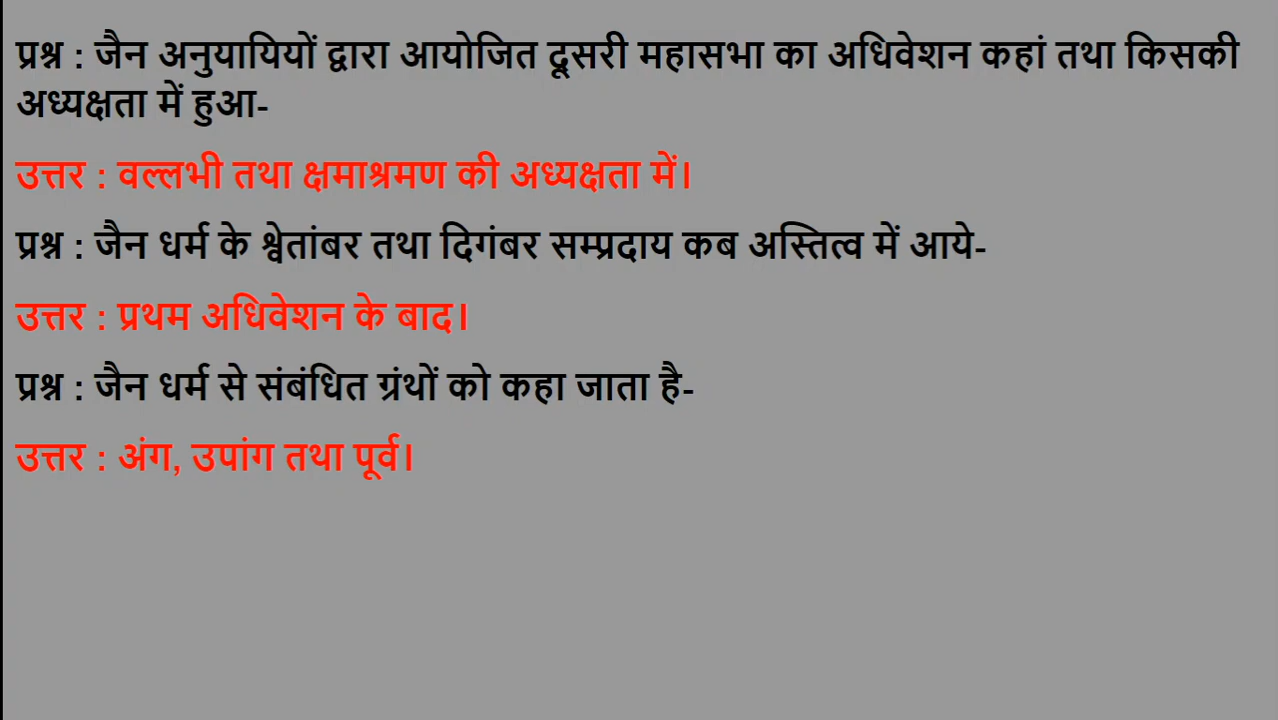 प्रश्न : जैन अनुयायियों द्वारा आयोजित दूसरी महासभा का अधिवेशन कहां तथा किसकी
अध्यक्षता में हुआ-
उत्तर : वल्लभी तथा क्षमाश्रमण की अध्यक्षता में।
प्रश्न : जैन धर्म के श्वेतांबर तथा दिगंबर सम्प्रदाय कब अस्तित्व में आये-
उत्तर : प्रथम अधिवेशन के बाद।
प्रश्न : जैन धर्म से संबंधित ग्रंथों को कहा जाता है-
उत्तर : अंग, उपांग तथा पूर्व।